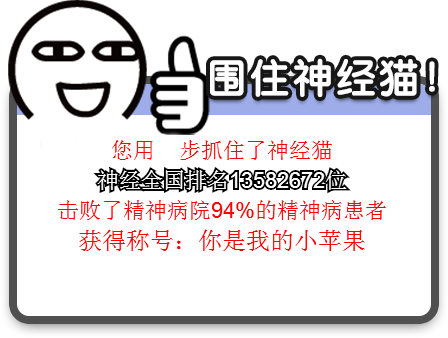 围住神经猫！
您用 步抓住了神经猫
神经全国排名13582672位
击败了精神病院94%的精神病患者
获得称号：你是我的小苹果